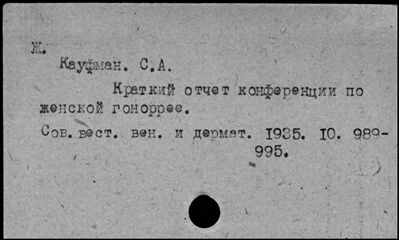 Ж.
Кауфман. С.А.
Краткий отчет конференции по
женской гоноррее.
Сов. вест. вен. и дермат. 1935. 10. 989-
995.